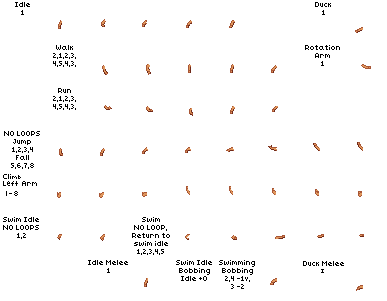 Idle
1
Duck
1
Walk
2,1,2,3,
4,5,4,3,
Rotation
Arm
1
Run
2,1,2,3,
4,5,4,3,
NO LOOPS
Jump
1,2,3,4
Fall
5,6,7,8
Climb
Left Arm
1-8
Swim Idle
NO LOOPS
1,2
Swim
NO LOOP,
Return to
swim idle
1,2,3,4,5
Idle Melee
1
Swim Idle
Bobbing
Idle +0
Swimming
Bobbing
2,4 -1v,
3 -2
Duck Melee
1